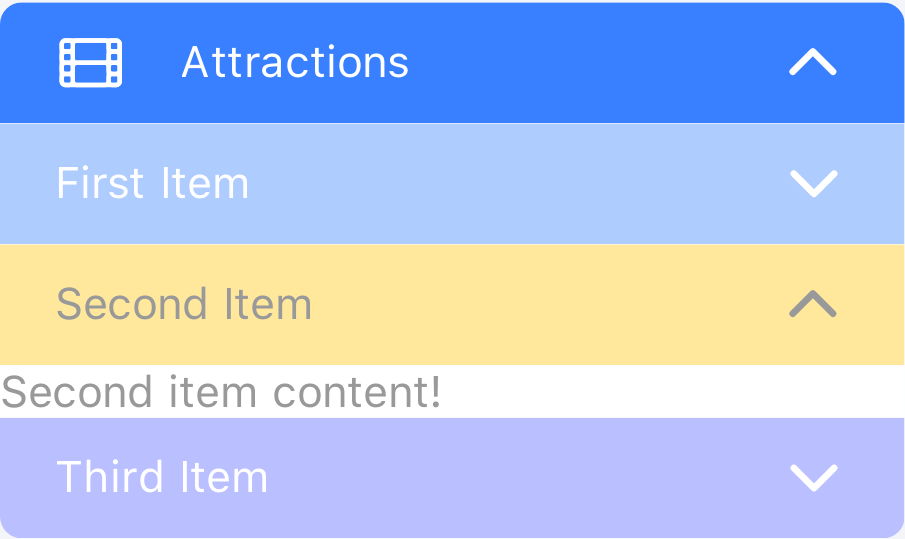 Attractions
First Item
Second Item
Second item content!
Third Item